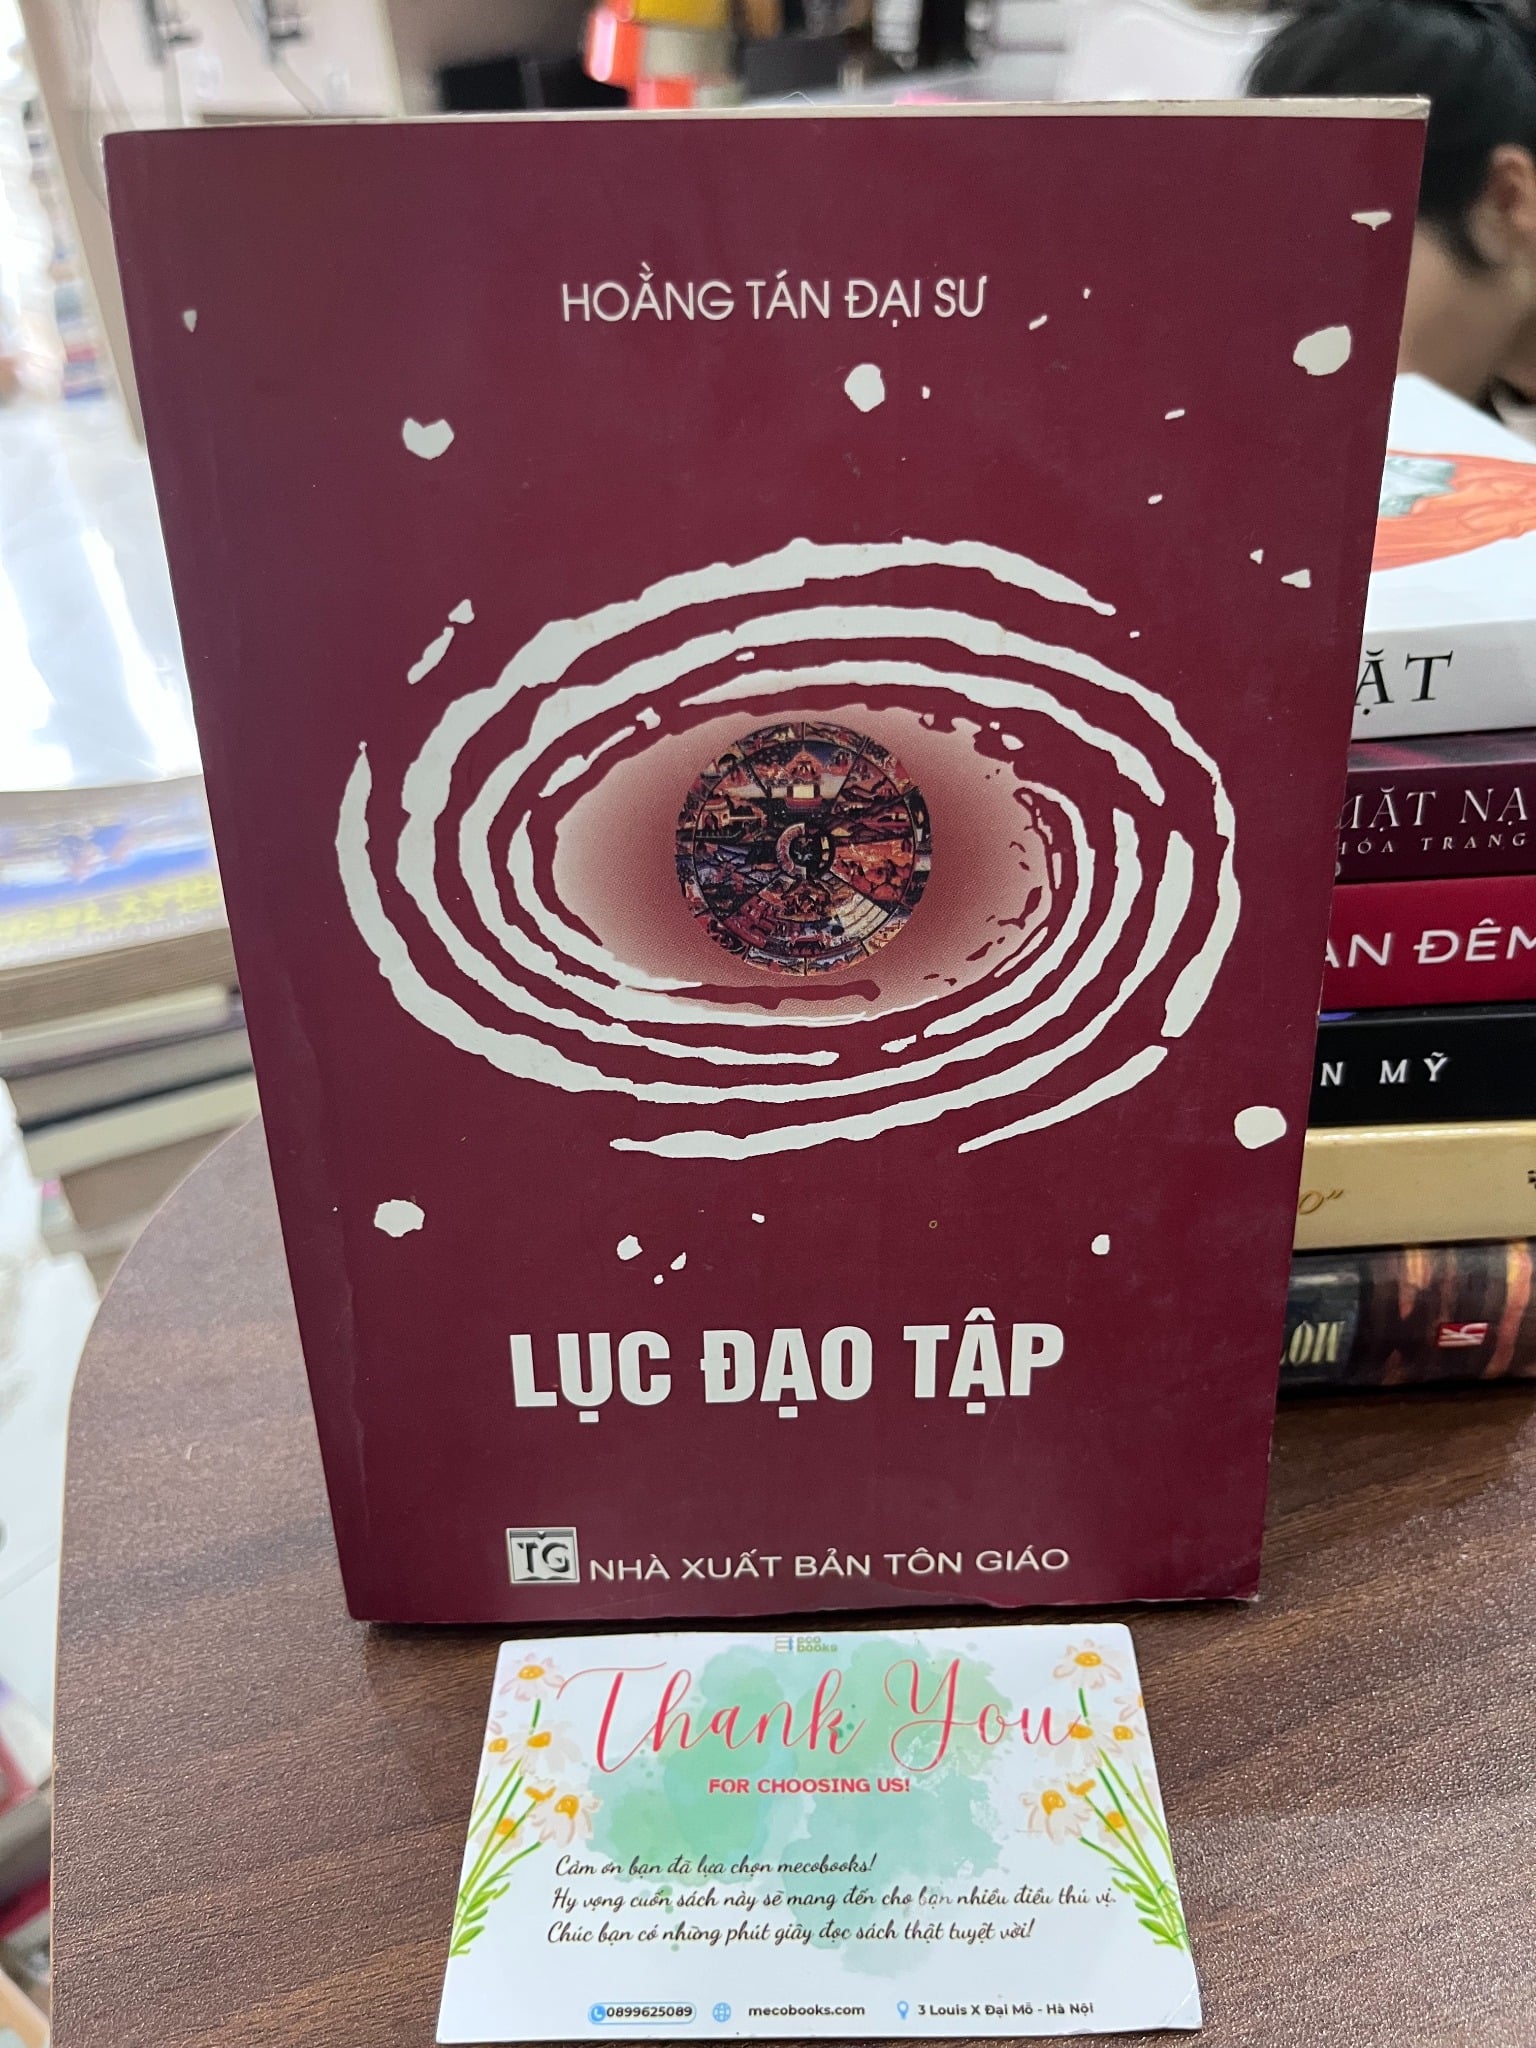 HOẰNG TÁN ĐẠI SƯ
LỤC ĐẠO TẬP
TG NHÀ XUẤT BẢN TÔN GIÁO
ẶT
MẶT NẠ
HÓA TRANG
AN ĐÊM
N MỸ
eco
books
Thank You
FOR CHOOSING US!
Cảm ơn bạn đã lựa chọn mecobooks!
Hy vọng cuốn sách này sẽ mang đến cho bạn nhiều điều thú vị.
Chúc bạn có những phút giây đọc sách thật tuyệt vời!
0899625089 mecobooks.com 3 Louis X Đại Mỗ - Hà Nội